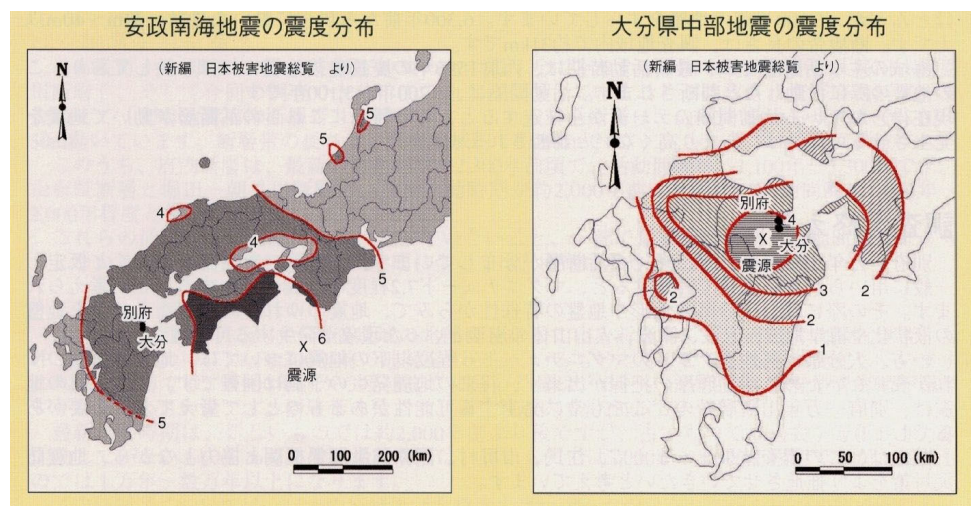 安政南海地震の震度分布
(新編 日本被害地震総覧 より)
N
5
5
4
4
5
5
6
別府
大分
震源
0 100 200 (km)
大分県中部地震の震度分布
(新編 日本被害地震総覧 より)
N
別府
4
大分
震源
2
3
2
2
1
0 50 100 (km)